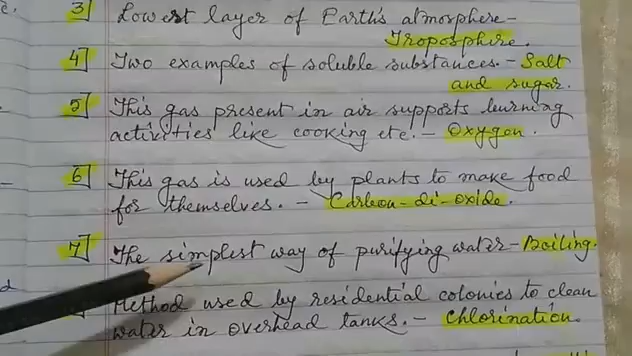 3] Lowest layer of Earth's atmosphere-
Troposphere.
4] Two examples of soluble substances.- Salt
and sugar.
5] This gas present in air supports burning
activities like cooking etc.- Oxygen.
6] This gas is used by plants to make food
for themselves. - Carbon-di-oxide.
7] The simplest way of purifying water- Boiling.
Method used by residential colonies to clean
water in overhead tanks.- Chlorination.